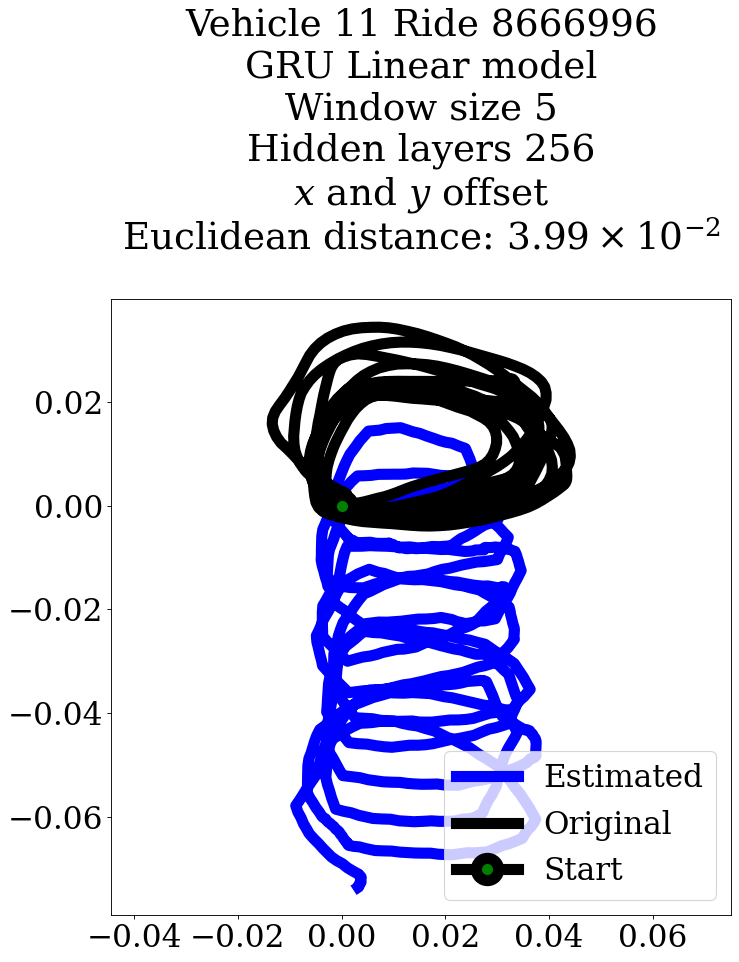 Vehicle 11 Ride 8666996
GRU Linear model
Window size 5
Hidden layers 256
x and y offset
Euclidean distance: 3.99 × 10⁻²
0.02
0.00
−0.02
−0.04
−0.06
Estimated
Original
Start
−0.04 −0.02 0.00 0.02 0.04 0.06